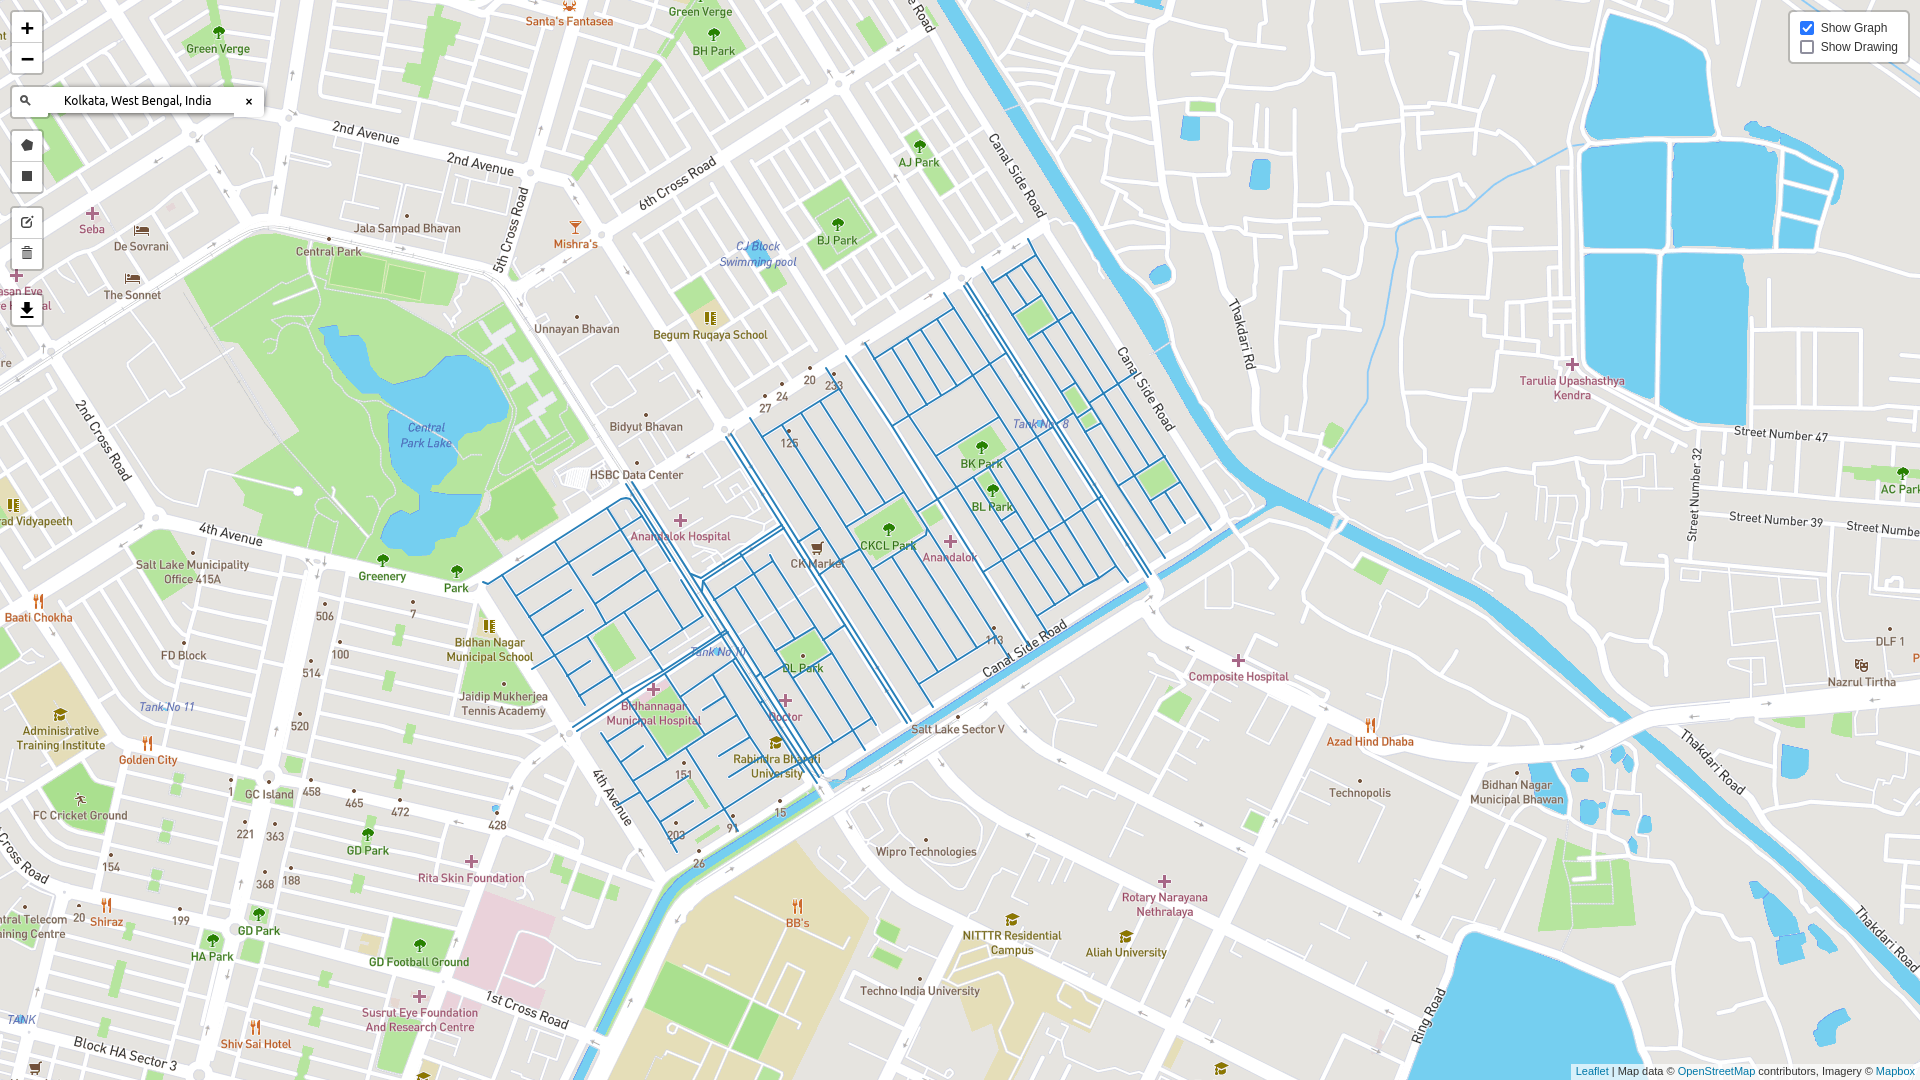 Santa's Fantasea
Green Verge
Green Verge
BH Park
+
−
Show Graph
Show Drawing
Kolkata, West Bengal, India
×
2nd Avenue
2nd Avenue
6th Cross Road
5th Cross Road
AJ Park
Canal Side Road
Seba
De Sovrani
Jala Sampad Bhavan
Central Park
Mishra's
BJ Park
CJ Block
Swimming pool
The Sonnet
Unnayan Bhavan
Begum Ruqaya School
Thakdari Rd
Canal Side Road
Tarulia Upashasthya
Kendra
20
233
24
27
125
2nd Cross Road
Central
Park Lake
Bidyut Bhavan
HSBC Data Center
Tank No 8
BK Park
BL Park
Street Number 47
Street Number 32
AC Park
Street Number 39
Street Numbe
rad Vidyapeeth
4th Avenue
Anandalok Hospital
CK Market
CKCL Park
Anandalok
Salt Lake Municipality
Office 415A
Greenery
Park
Baati Chokha
506
7
100
FD Block
514
Bidhan Nagar
Municipal School
Tank No 10
DL Park
113
Canal Side Road
Composite Hospital
DLF 1
Nazrul Tirtha
Jaidip Mukherjea
Tennis Academy
Bidhannagar
Municipal Hospital
Doctor
Tank No 11
520
Administrative
Training Institute
Golden City
Salt Lake Sector V
Azad Hind Dhaba
Rabindra Bharati
University
151
4th Avenue
Technopolis
Bidhan Nagar
Municipal Bhawan
Thakdari Road
GC Island
458
465
472
428
FC Cricket Ground
221
363
GD Park
203
91
15
26
Wipro Technologies
154
368
188
Rita Skin Foundation
Cross Road
Rotary Narayana
Nethralaya
ntral Telecom
ining Centre
20
Shiraz
199
GD Park
HA Park
GD Football Ground
BB's
NITTTR Residential
Campus
Aliah University
Thakdari Road
Techno India University
1st Cross Road
Susrut Eye Foundation
And Research Centre
Ring Road
TANK
Shiv Sai Hotel
Block HA Sector 3
Leaflet | Map data © OpenStreetMap contributors, Imagery © Mapbox